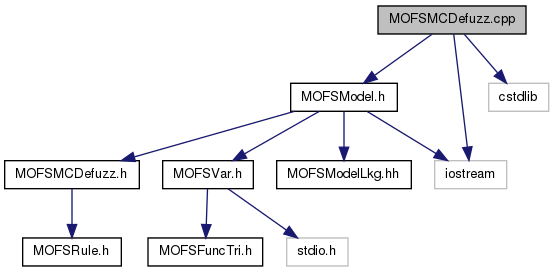 MOFSMCDefuzz.cpp
MOFSModel.h
cstdlib
MOFSMCDefuzz.h
MOFSVar.h
MOFSModelLkg.hh
iostream
MOFSRule.h
MOFSFuncTri.h
stdio.h